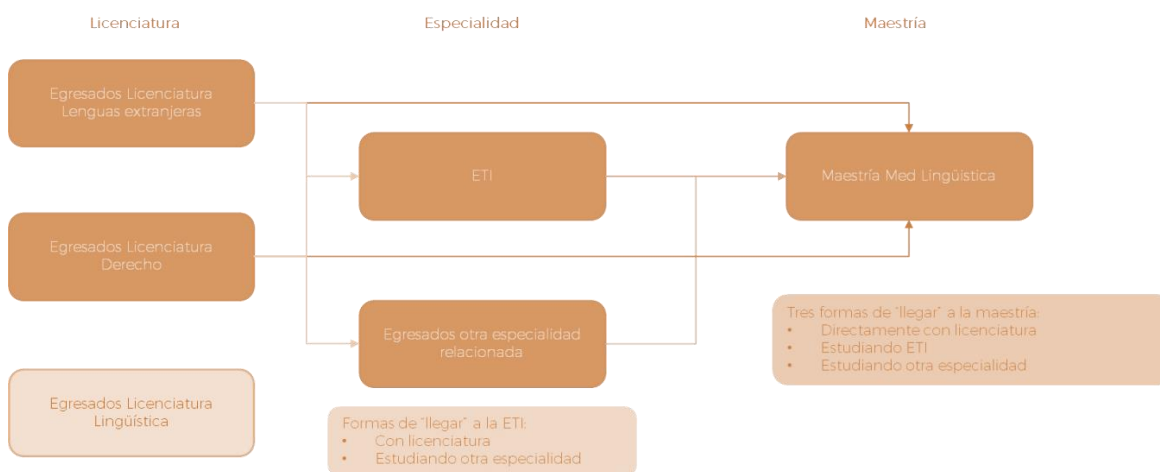 Licenciatura
Especialidad
Maestría
Egresados Licenciatura
Lenguas extranjeras
ETI
Maestría Med Lingüistica
Egresados Licenciatura
Derecho
Egresados otra especialidad
relacionada
Tres formas de "llegar" a la maestría:
• Directamente con licenciatura
• Estudiando ETI
• Estudiando otra especialidad
Egresados Licenciatura
Lingüística
Formas de "llegar" a la ETI:
• Con licenciatura
• Estudiando otra especialidad